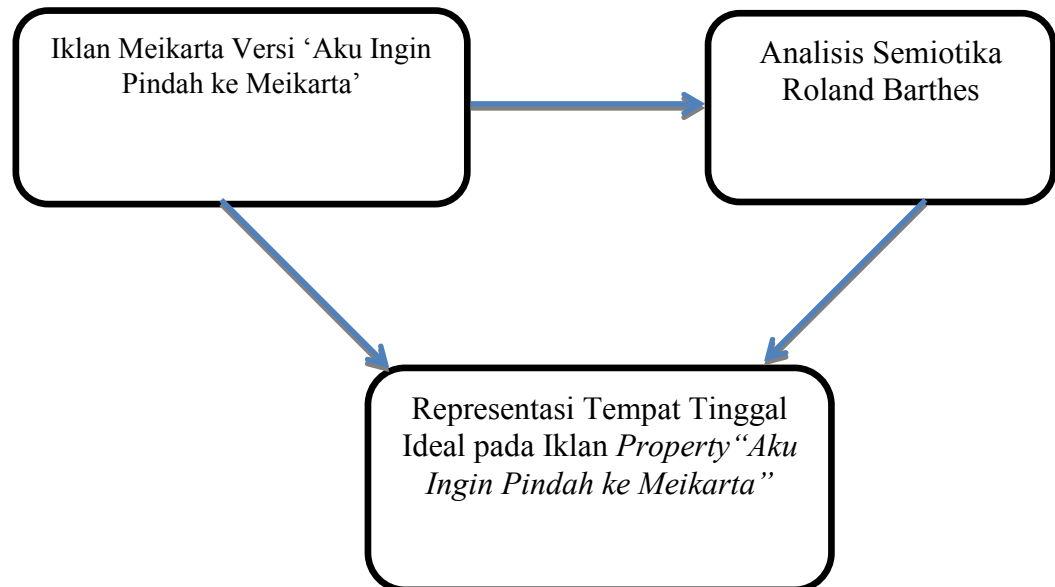 Iklan Meikarta Versi ‘Aku Ingin
Pindah ke Meikarta’
Analisis Semiotika
Roland Barthes
Representasi Tempat Tinggal
Ideal pada Iklan Property“Aku
Ingin Pindah ke Meikarta”